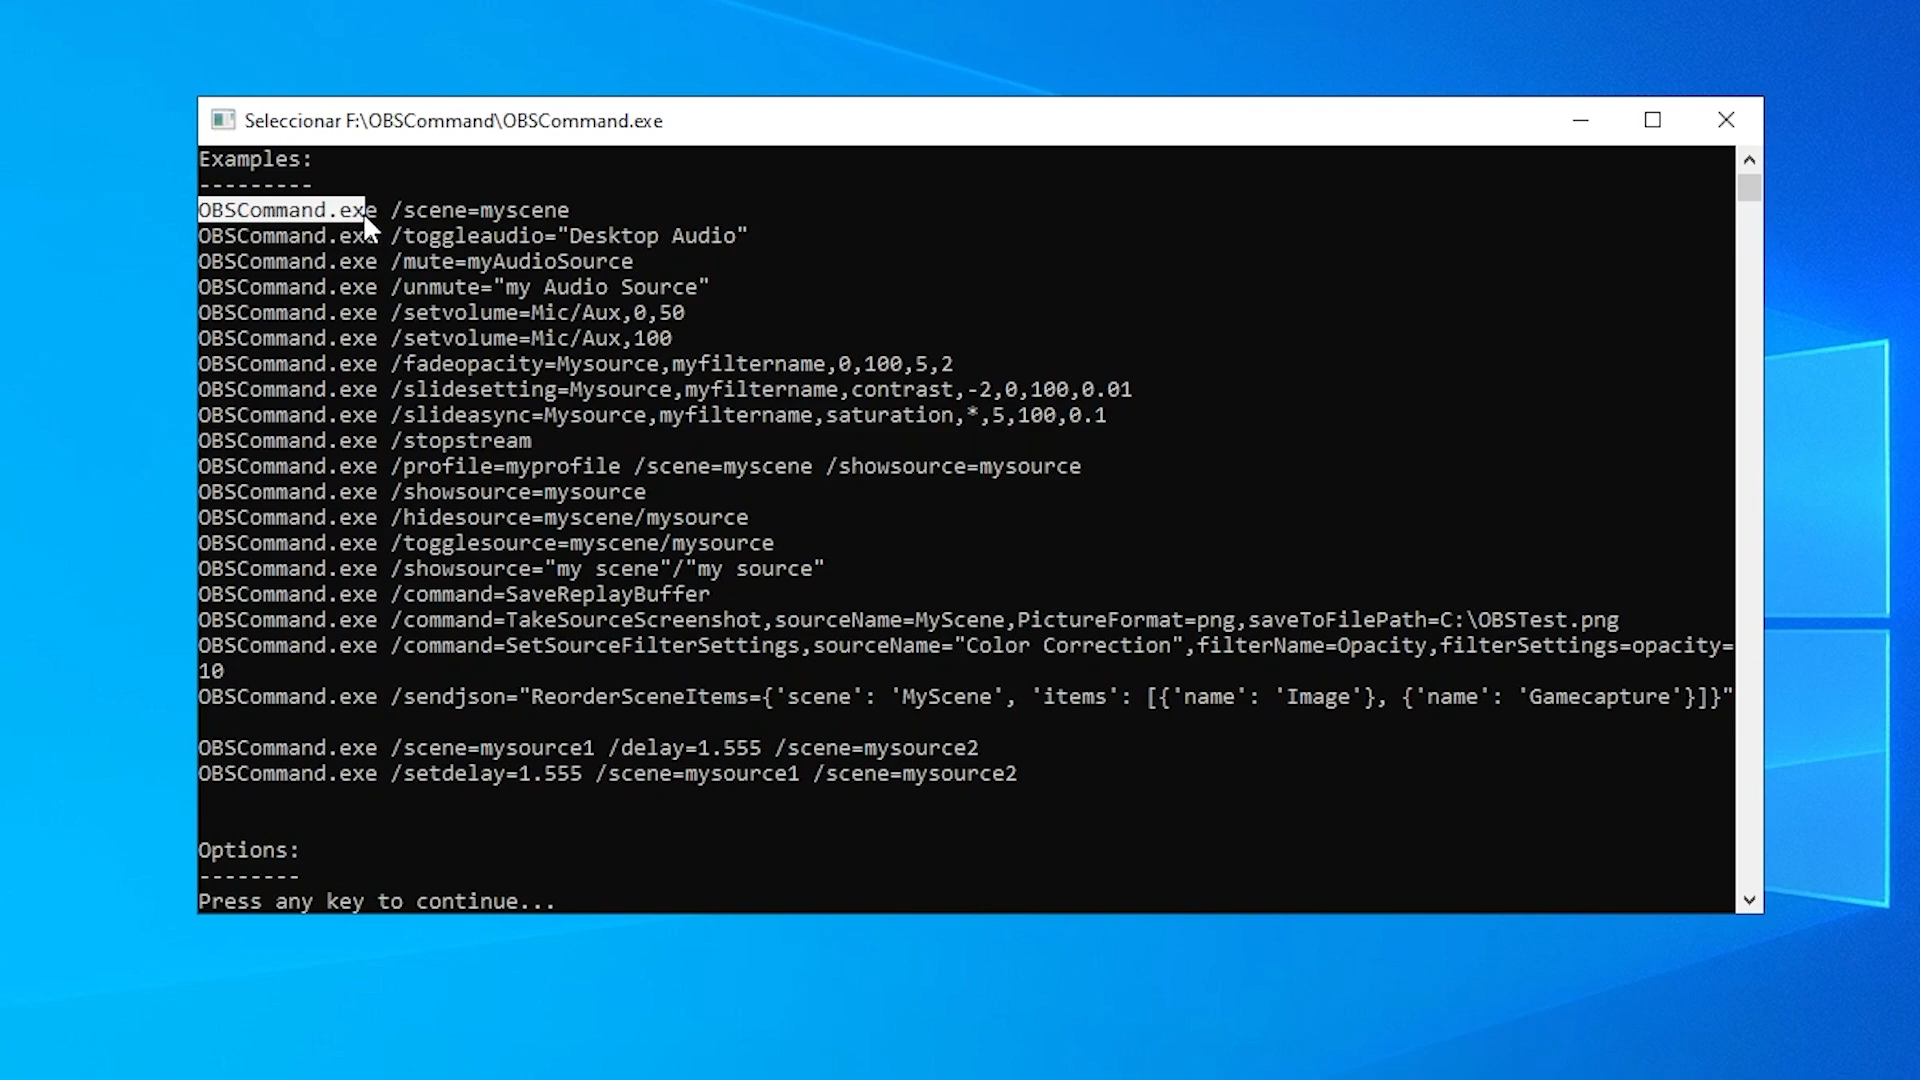 Seleccionar F:\OBSCommand\OBSCommand.exe
Examples:
---------
OBSCommand.exe /scene=myscene
OBSCommand.exe /toggleaudio="Desktop Audio"
OBSCommand.exe /mute=myAudioSource
OBSCommand.exe /unmute="my Audio Source"
OBSCommand.exe /setvolume=Mic/Aux,0,50
OBSCommand.exe /setvolume=Mic/Aux,100
OBSCommand.exe /fadeopacity=Mysource,myfiltername,0,100,5,2
OBSCommand.exe /slidesetting=Mysource,myfiltername,contrast,-2,0,100,0.01
OBSCommand.exe /slideasync=Mysource,myfiltername,saturation,*,5,100,0.1
OBSCommand.exe /stopstream
OBSCommand.exe /profile=myprofile /scene=myscene /showsource=mysource
OBSCommand.exe /showsource=mysource
OBSCommand.exe /hidesource=myscene/mysource
OBSCommand.exe /togglesource=myscene/mysource
OBSCommand.exe /showsource="my scene"/"my source"
OBSCommand.exe /command=SaveReplayBuffer
OBSCommand.exe /command=TakeSourceScreenshot,sourceName=MyScene,PictureFormat=png,saveToFilePath=C:\OBSTest.png
OBSCommand.exe /command=SetSourceFilterSettings,sourceName="Color Correction",filterName=Opacity,filterSettings=opacity=
10
OBSCommand.exe /sendjson="ReorderSceneItems={'scene': 'MyScene', 'items': [{'name': 'Image'}, {'name': 'Gamecapture'}]}"
OBSCommand.exe /scene=mysource1 /delay=1.555 /scene=mysource2
OBSCommand.exe /setdelay=1.555 /scene=mysource1 /scene=mysource2
Options:
--------
Press any key to continue...